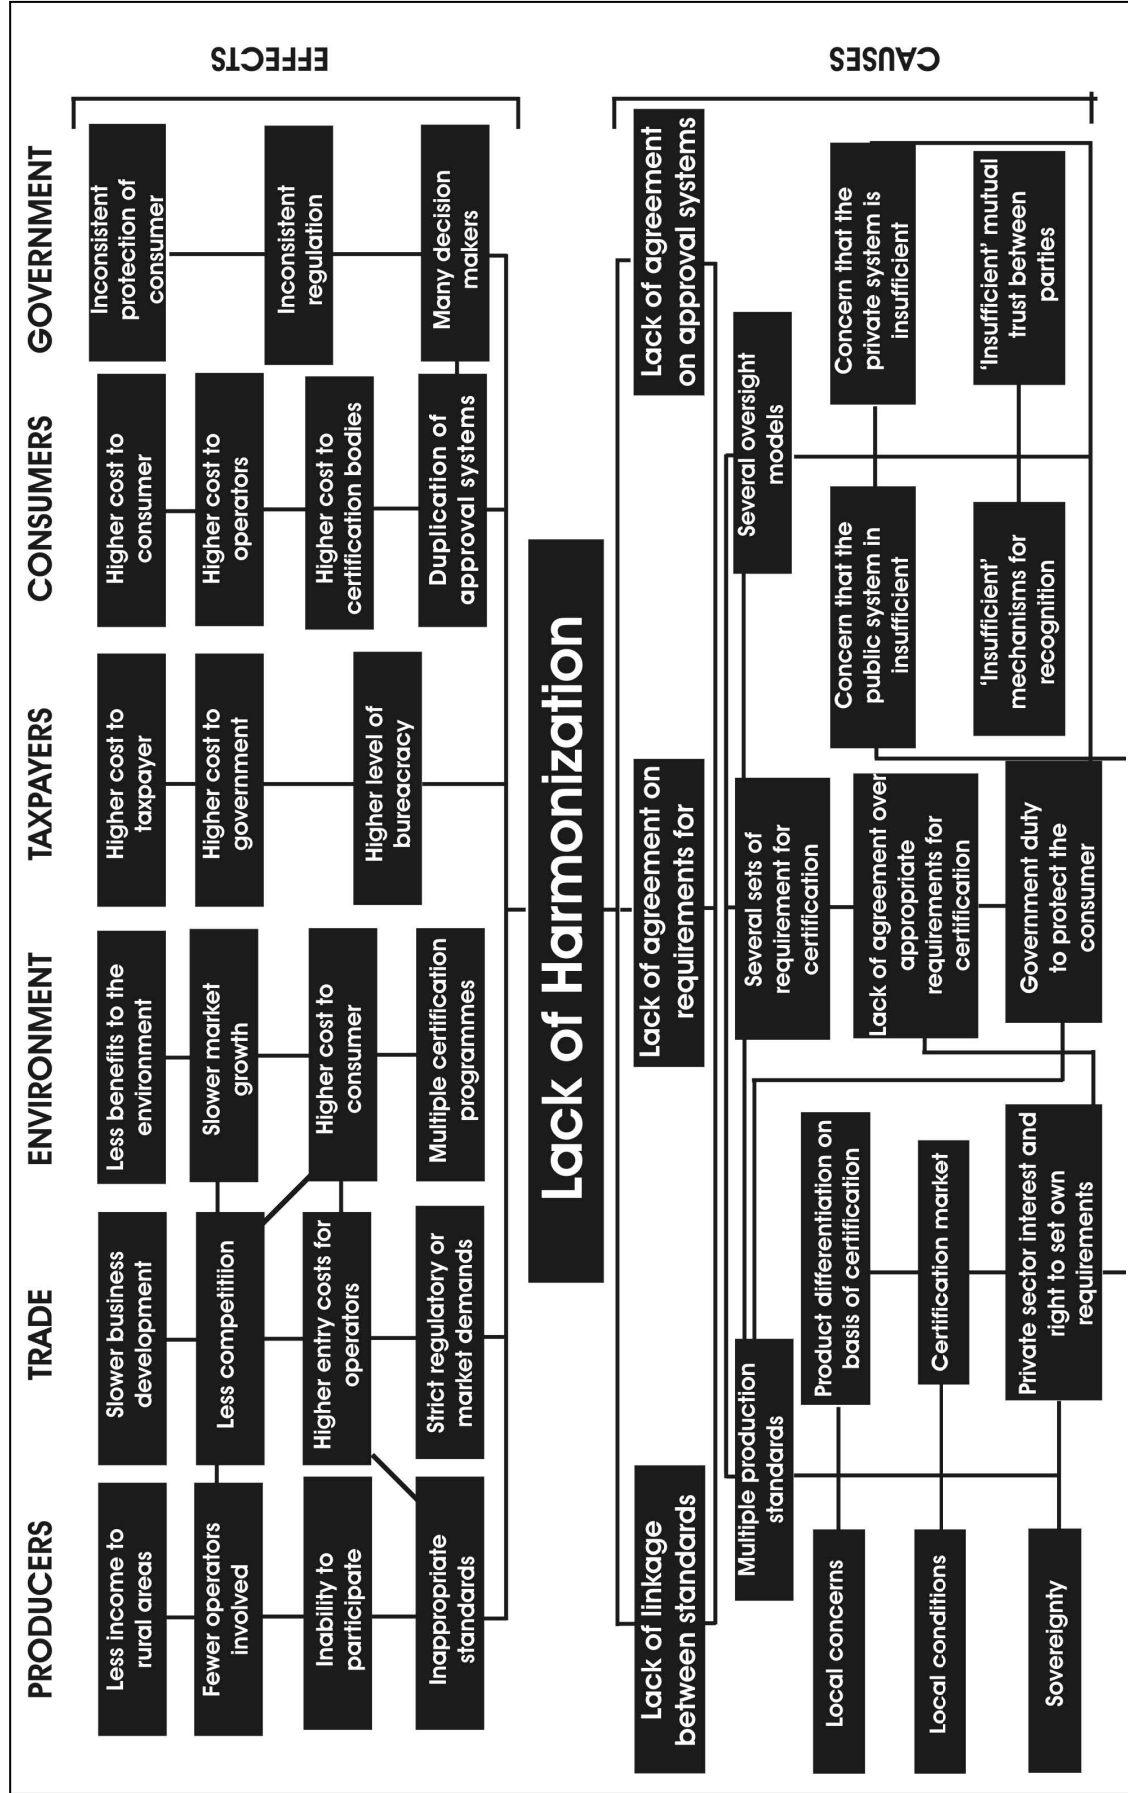 PRODUCERS
TRADE
ENVIRONMENT
TAXPAYERS
CONSUMERS
GOVERNMENT
EFFECTS
Less income to
rural areas
Slower business
development
Less benefits to the
environment
Higher cost to
taxpayer
Higher cost to
consumer
Inconsistent
protection of
consumer
Fewer operators
involved
Less competitiion
Slower market
growth
Higher cost to
government
Higher cost to
operators
Inconsistent
regulation
Inability to
participate
Higher entry costs for
operators
Higher cost to
consumer
Higher level of
bureacracy
Higher cost to
certification bodies
Many decision
makers
Inappropriate
standards
Strict regulatory or
market demands
Multiple certification
programmes
Duplication of
approval systems
Lack of Harmonization
CAUSES
Lack of linkage
between standards
Lack of agreement on
requirements for
Lack of agreement
on approval systems
Multiple production
standards
Several sets of
requirement for
certification
Several oversight
models
Local concerns
Product differentiation on
basis of certification
Lack of agreement over
appropriate
requirements for
certification
Concern that the
public system in
insufficient
Concern that the
private system is
insufficient
Local conditions
Certification market
Sovereignty
Private sector interest and
right to set own
requirements
Government duty
to protect the
consumer
'Insufficient'
mechanisms for
recognition
'Insufficient' mutual
trust between
parties